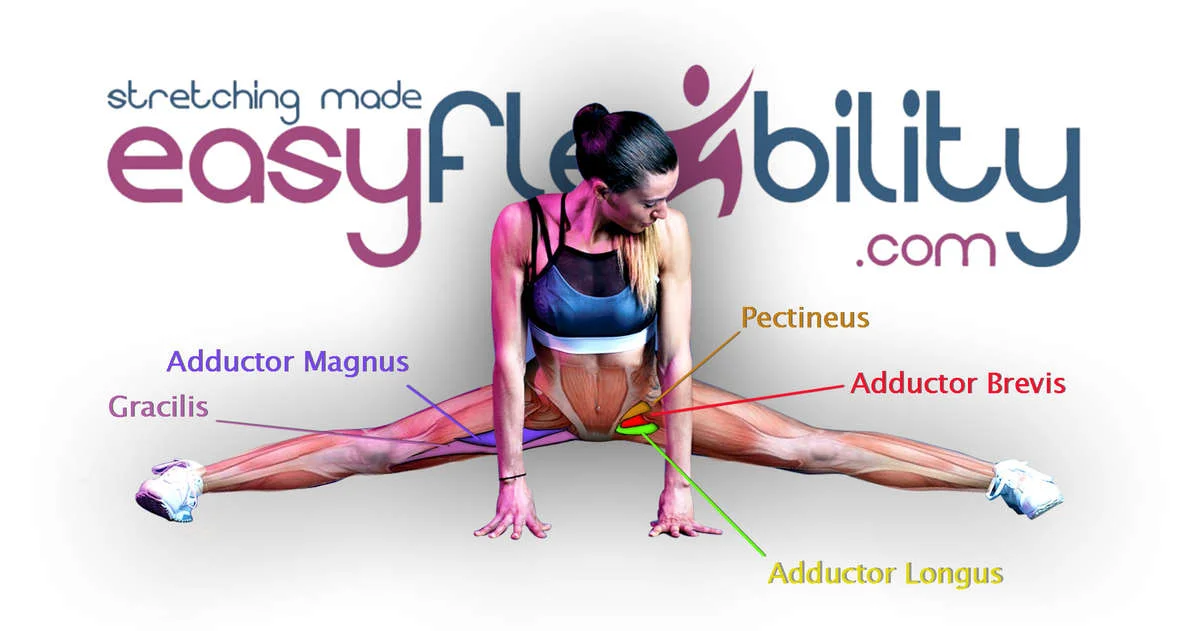 stretching made
easyflexibility
.com
Pectineus
Adductor Magnus
Adductor Brevis
Gracilis
Adductor Longus